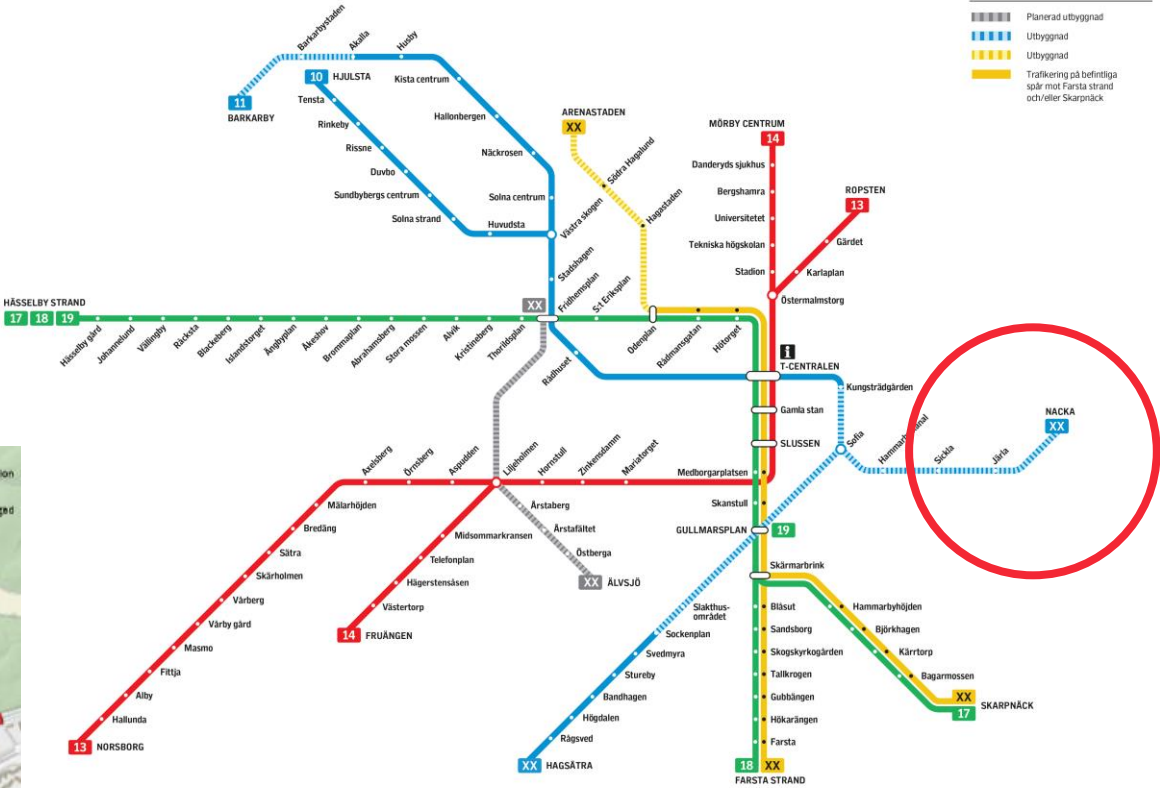 Planerad utbyggnad
Utbyggnad
Utbyggnad
Trafikering på befintliga
spår mot Farsta strand
och/eller Skarpnäck
Barkarbystaden
Akalla
Husby
10 HJULSTA
Kista centrum
11
BARKARBY
Tensta
Hallonbergen
ARENASTADEN
XX
MÖRBY CENTRUM
14
Rinkeby
Rissne
Näckrosen
Södra Hagalund
Danderyds sjukhus
Duvbo
Bergshamra
ROPSTEN
13
Sundbybergs centrum
Solna centrum
Hagastaden
Universitetet
Solna strand
Huvudsta
Västra skogen
Tekniska högskolan
Gärdet
Stadshagen
Stadion
Karlaplan
Östermalmstorg
HÄSSELBY STRAND
17 18 19
XX
Fridhemsplan
S:t Eriksplan
Hässelby gård
Johannelund
Vällingby
Råcksta
Blackeberg
Islandstorget
Ängbyplan
Åkeshov
Brommaplan
Abrahamsberg
Stora mossen
Alvik
Kristineberg
Thorildsplan
Rådhuset
Odenplan
Rådmansgatan
Hötorget
i
T-CENTRALEN
Kungsträdgården
Gamla stan
NACKA
XX
SLUSSEN
Sofia
Sickla
Järla
Axelsberg
Örnsberg
Aspudden
Liljeholmen
Hornstull
Zinkensdamm
Mariatorget
Medborgarplatsen
Mälarhöjden
Årstaberg
Skanstull
Bredäng
Årstafältet
GULLMARSPLAN 19
Midsommarkransen
Sätra
Östberga
Telefonplan
Skärholmen
XX ÄLVSJÖ
Skärmarbrink
Hägerstensåsen
Vårberg
Västertorp
Slakthus-
området
Blåsut
Hammarbyhöjden
Vårby gård
14 FRUÄNGEN
Sockenplan
Sandsborg
Björkhagen
Masmo
Svedmyra
Skogskyrkogården
Kärrtorp
Fittja
Stureby
Tallkrogen
Bagarmossen
Alby
Bandhagen
Gubbängen
XX
17
SKARPNÄCK
Hallunda
Högdalen
Hökarängen
13 NORSBORG
Rågsved
Farsta
XX HAGSÄTRA
18 XX
FARSTA STRAND